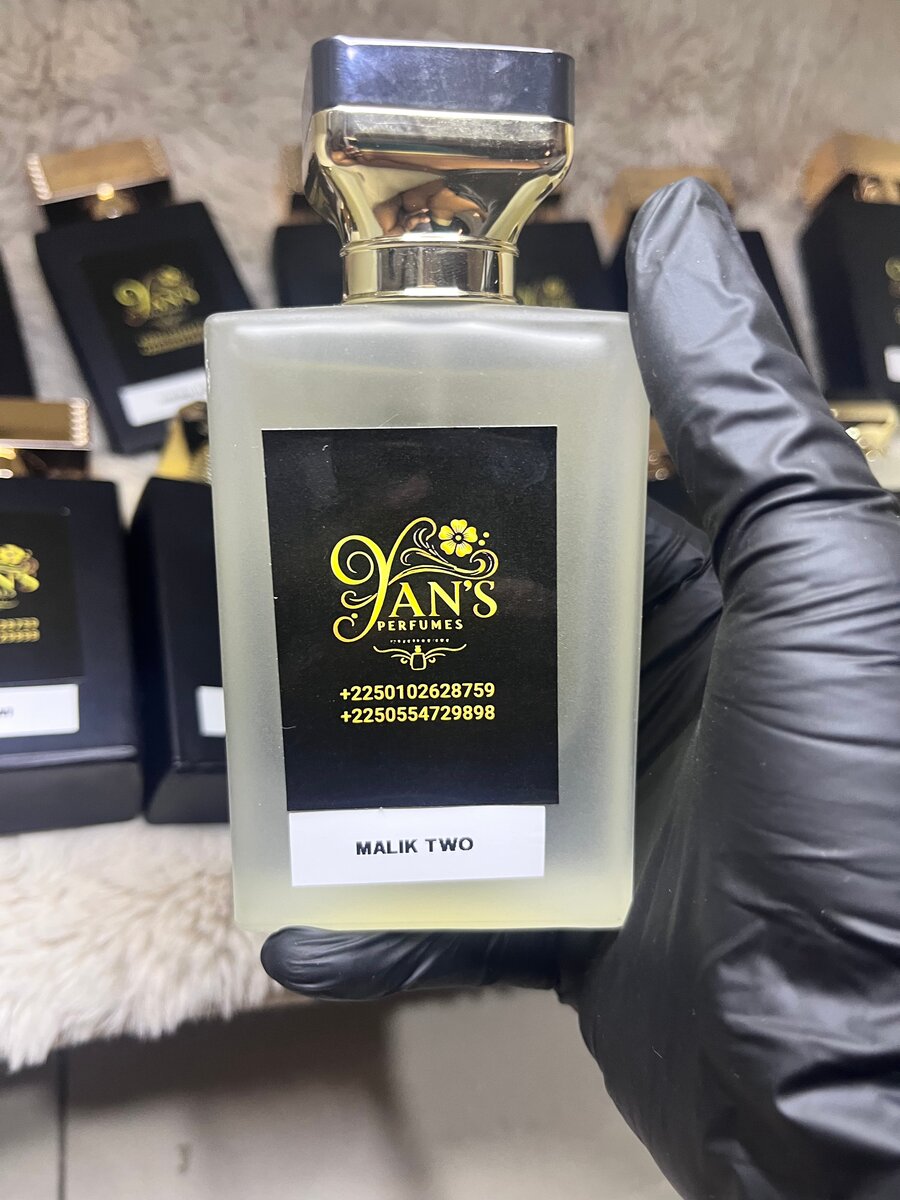 YAN'S
PERFUMES
+2250102628759
+2250554729898
MALIK TWO